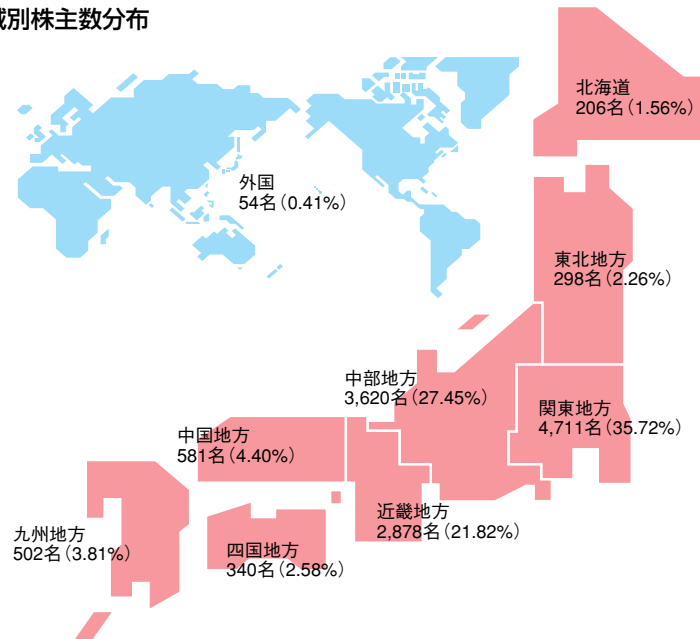 域別株主数分布
北海道
206名(1.56%)
外国
54名(0.41%)
東北地方
298名(2.26%)
中部地方
3,620名(27.45%)
関東地方
4,711名(35.72%)
中国地方
581名(4.40%)
近畿地方
2,878名(21.82%)
九州地方
502名(3.81%)
四国地方
340名(2.58%)